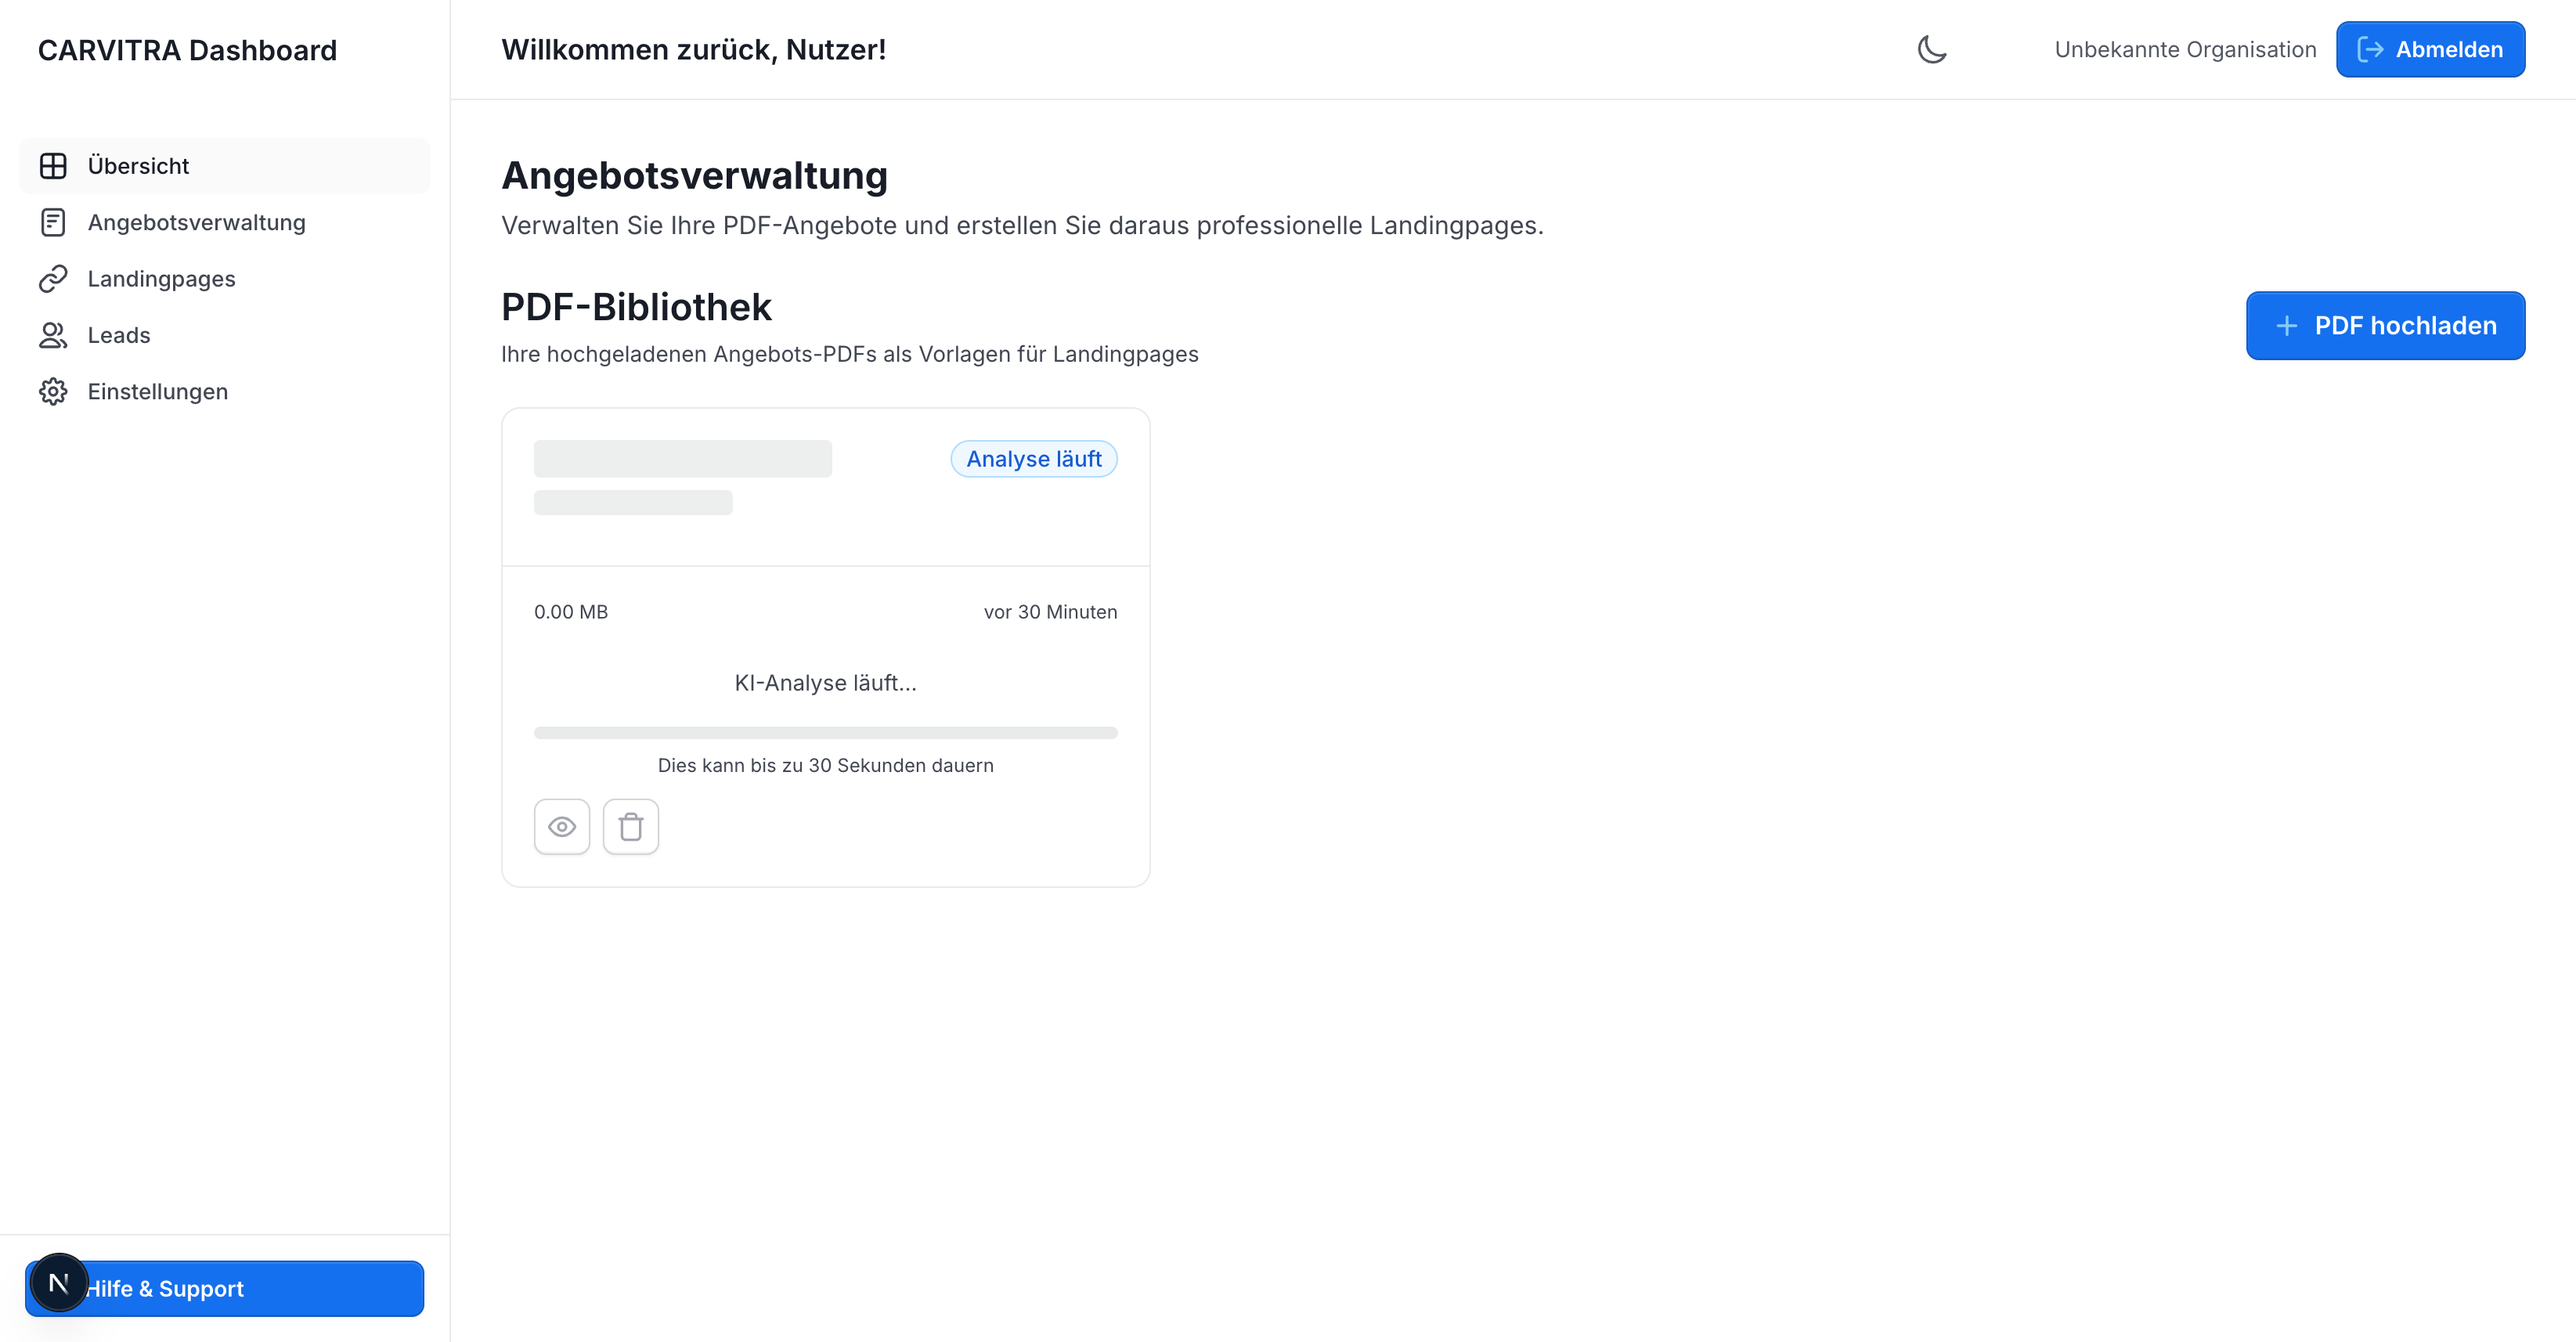 CARVITRA Dashboard
Übersicht
Angebotsverwaltung
Landingpages
Leads
Einstellungen
Hilfe & Support
Willkommen zurück, Nutzer!
Unbekannte Organisation
Abmelden
Angebotsverwaltung
Verwalten Sie Ihre PDF-Angebote und erstellen Sie daraus professionelle Landingpages.
PDF-Bibliothek
Ihre hochgeladenen Angebots-PDFs als Vorlagen für Landingpages
PDF hochladen
Analyse läuft
0.00 MB
vor 30 Minuten
KI-Analyse läuft...
Dies kann bis zu 30 Sekunden dauern